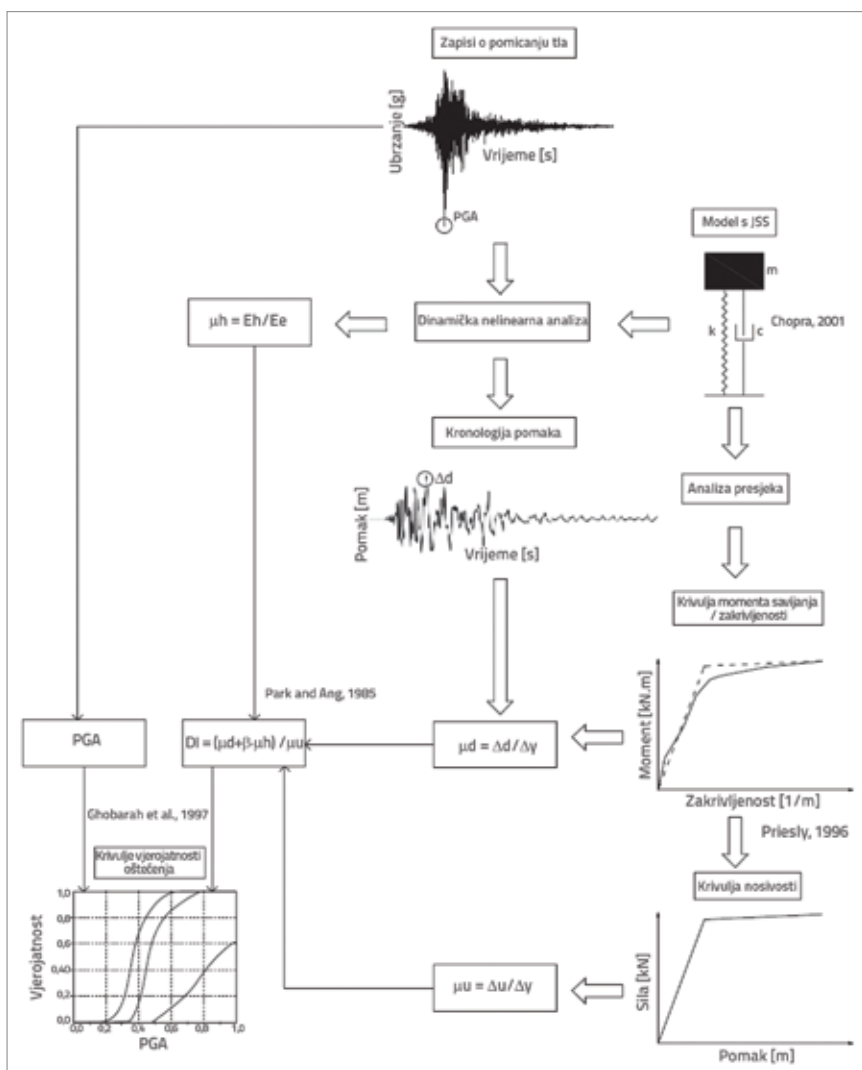 Zapisi o pomicanju tla
Ubrzanje [g]
Vrijeme [s]
PGA
Model s JSS
m
k
c
Chopra, 2001
μh = Eh/Ee
Dinamička nelinearna analiza
Kronologija pomaka
Δd
Pomak [m]
Vrijeme [s]
Analiza presjeka
Krivulja momenta savijanja
/ zakrivljenosti
Park and Ang, 1985
PGA
DI = (μd+β·μh) /μu
μd = Δd/Δy
Moment [kN.m]
Zakrivljenost [1/m]
Ghobarah et al., 1997
Priesly, 1996
Krivulje vjerojatnosti
oštećenja
Krivulja nosivosti
Vjerojatnost
1,0
0,8
0,6
0,40
0,2
0,0
0,0 0,2 0,4 0,6 0,8 1,0
PGA
μu = Δu/Δy
Sila [kN]
Pomak [m]